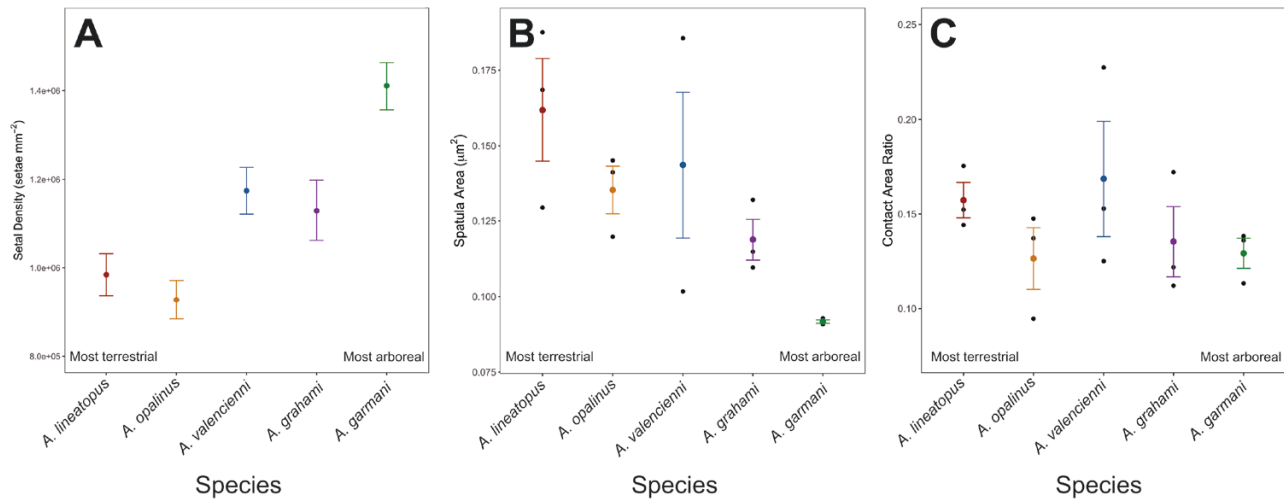 A
Setal Density (setae mm⁻²)
1.4e+06
1.2e+06
1.0e+06
8.0e+05
Most terrestrial
Most arboreal
A. lineatopus
A. opalinus
A. valencienni
A. grahami
A. garmani
Species
B
Spatula Area (μm²)
0.175
0.150
0.125
0.100
0.075
Most terrestrial
Most arboreal
A. lineatopus
A. opalinus
A. valencienni
A. grahami
A. garmani
Species
C
Contact Area Ratio
0.25
0.20
0.15
0.10
Most terrestrial
Most arboreal
A. lineatopus
A. opalinus
A. valencienni
A. grahami
A. garmani
Species